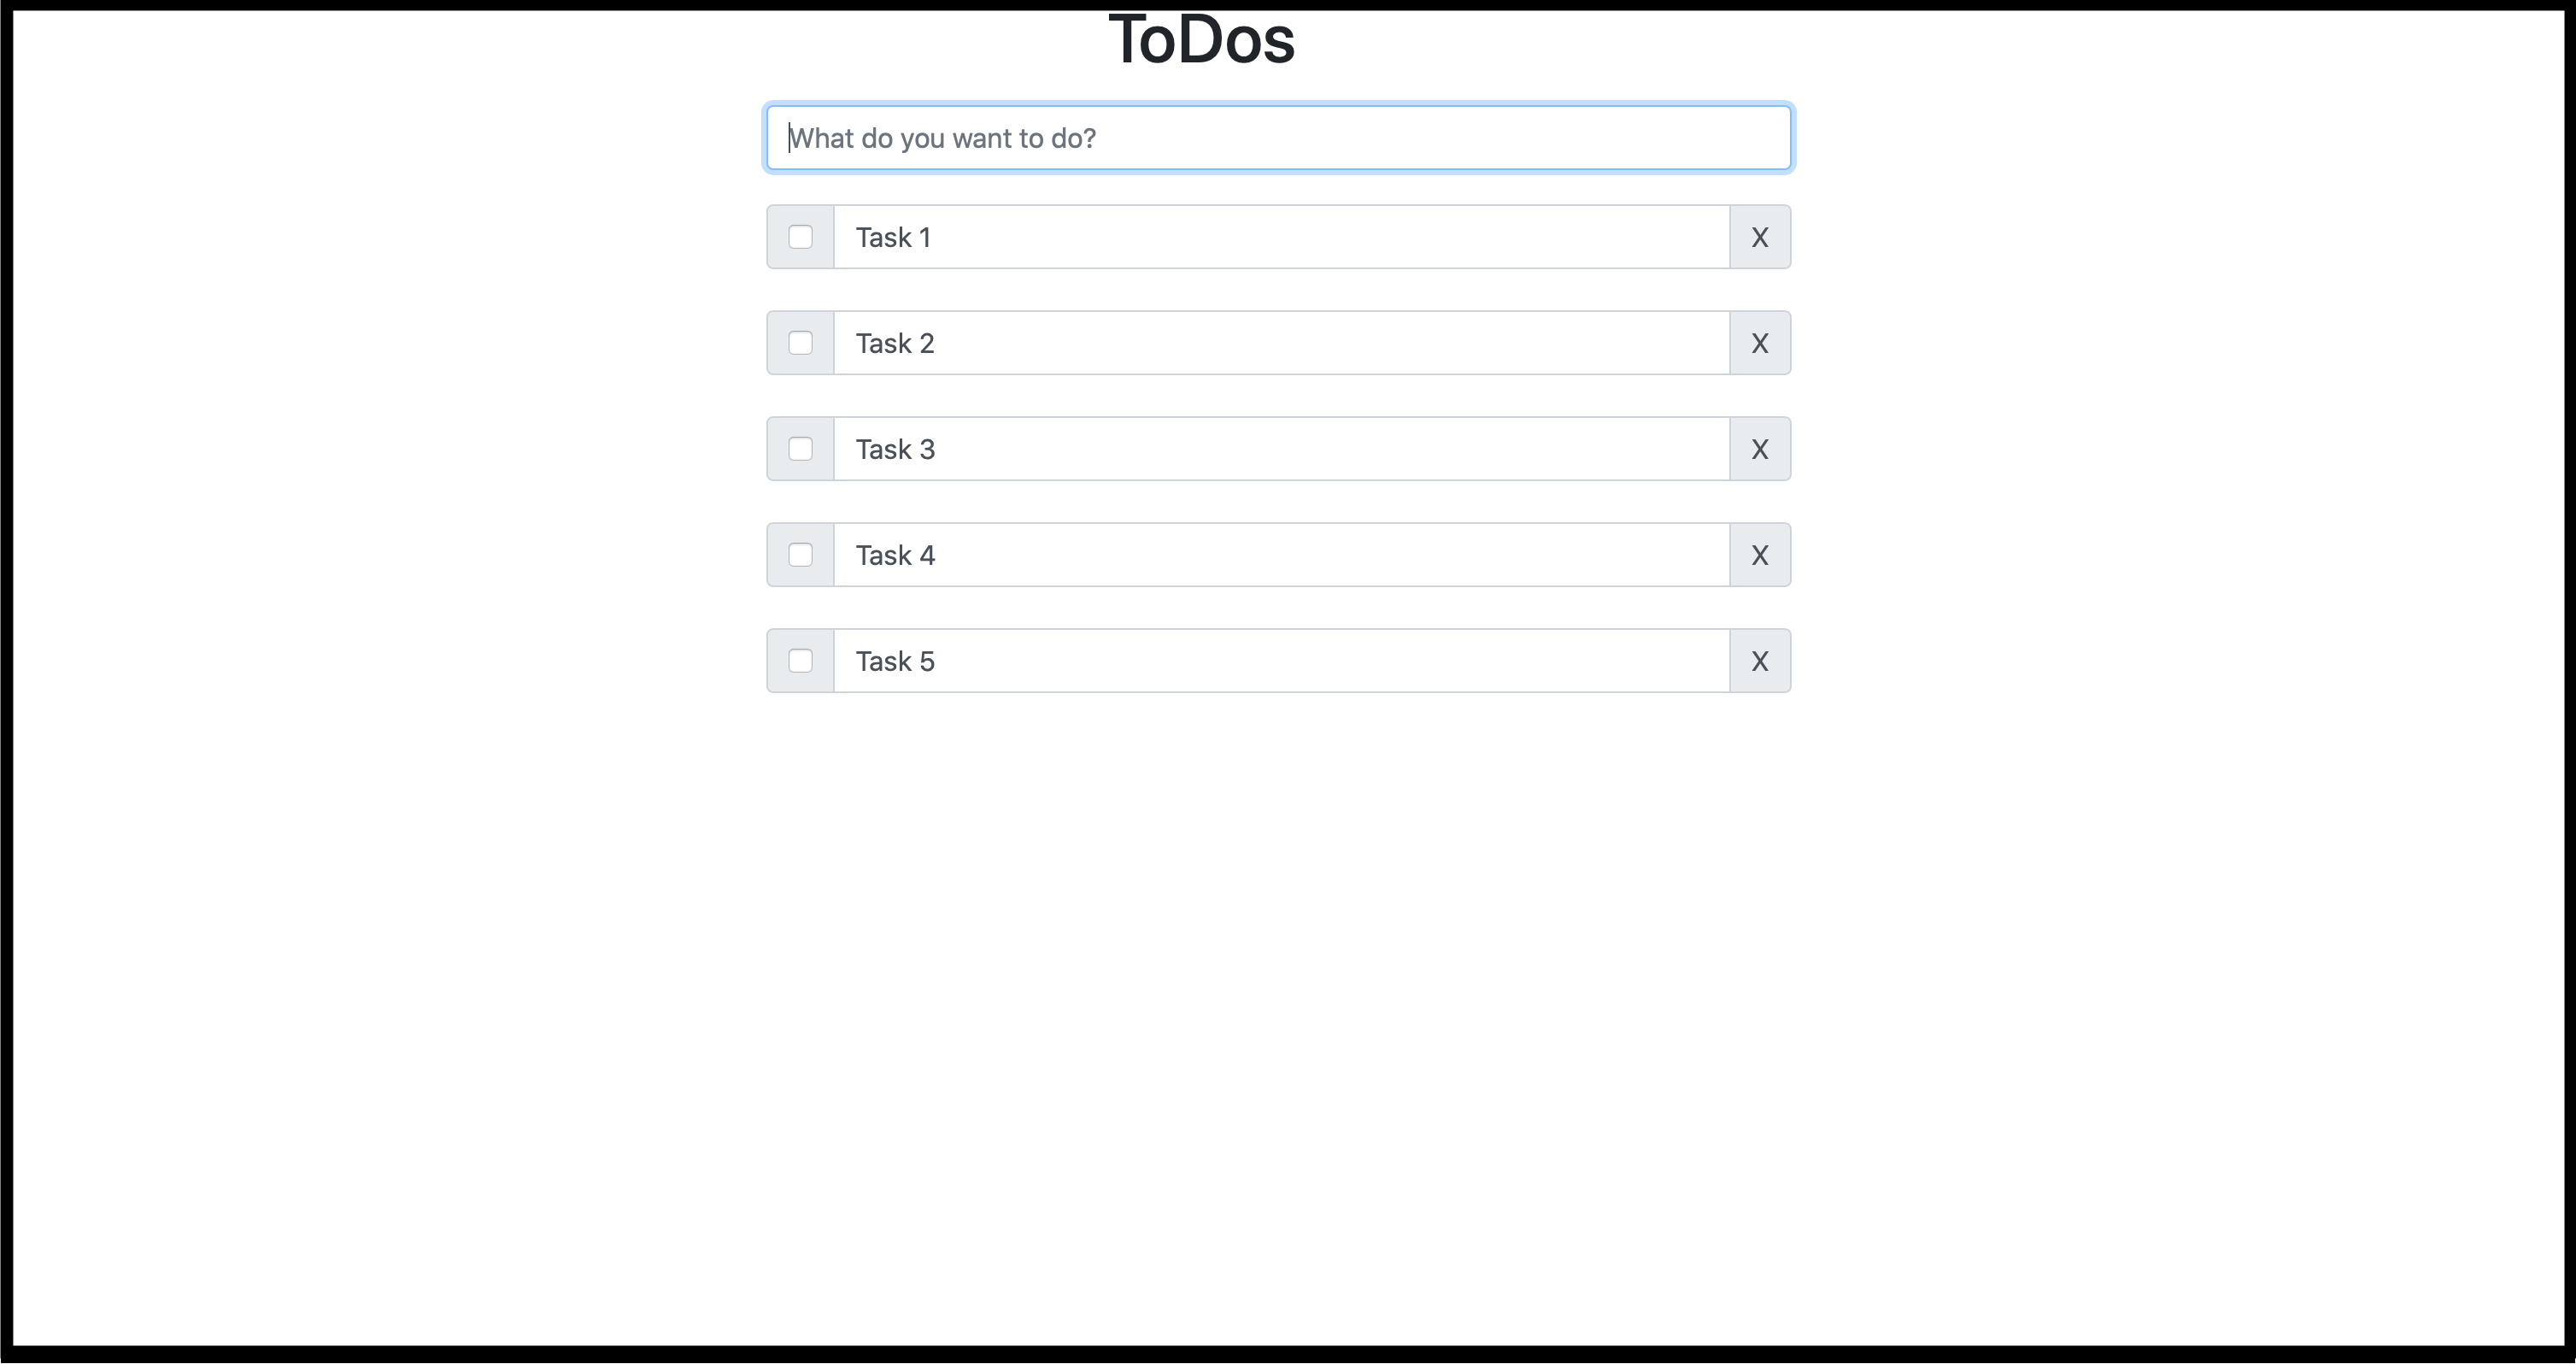 ToDos
What do you want to do?
Task 1 X
Task 2 X
Task 3 X
Task 4 X
Task 5 X